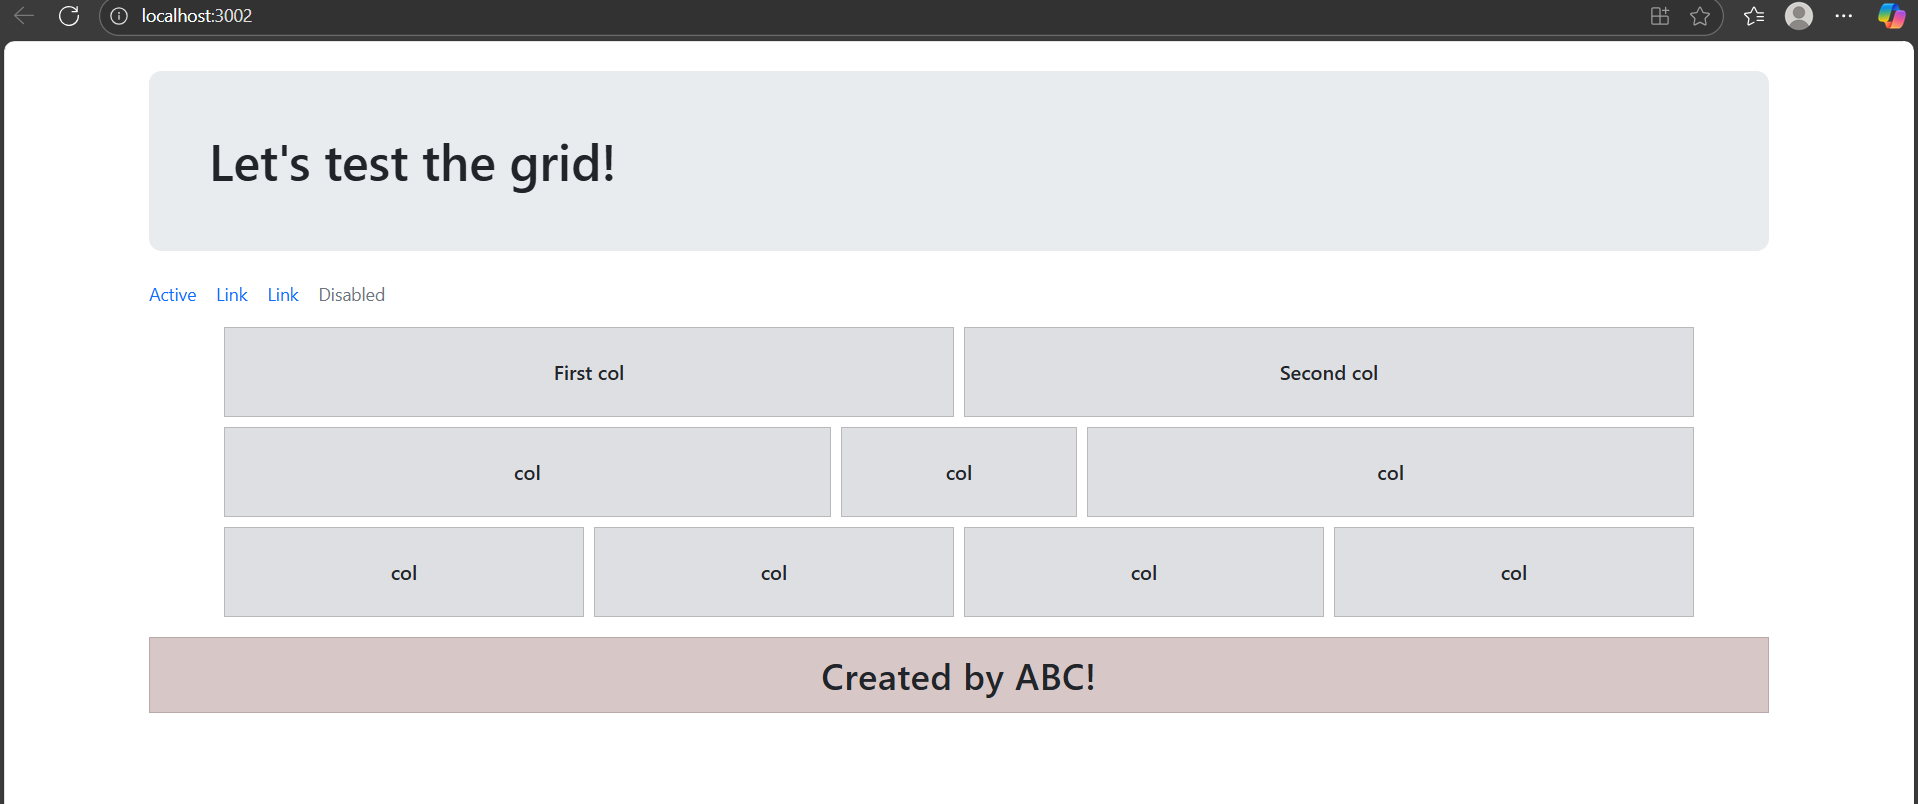 localhost:3002
Let's test the grid!
Active Link Link Disabled
First col Second col
col col col
col col col col
Created by ABC!